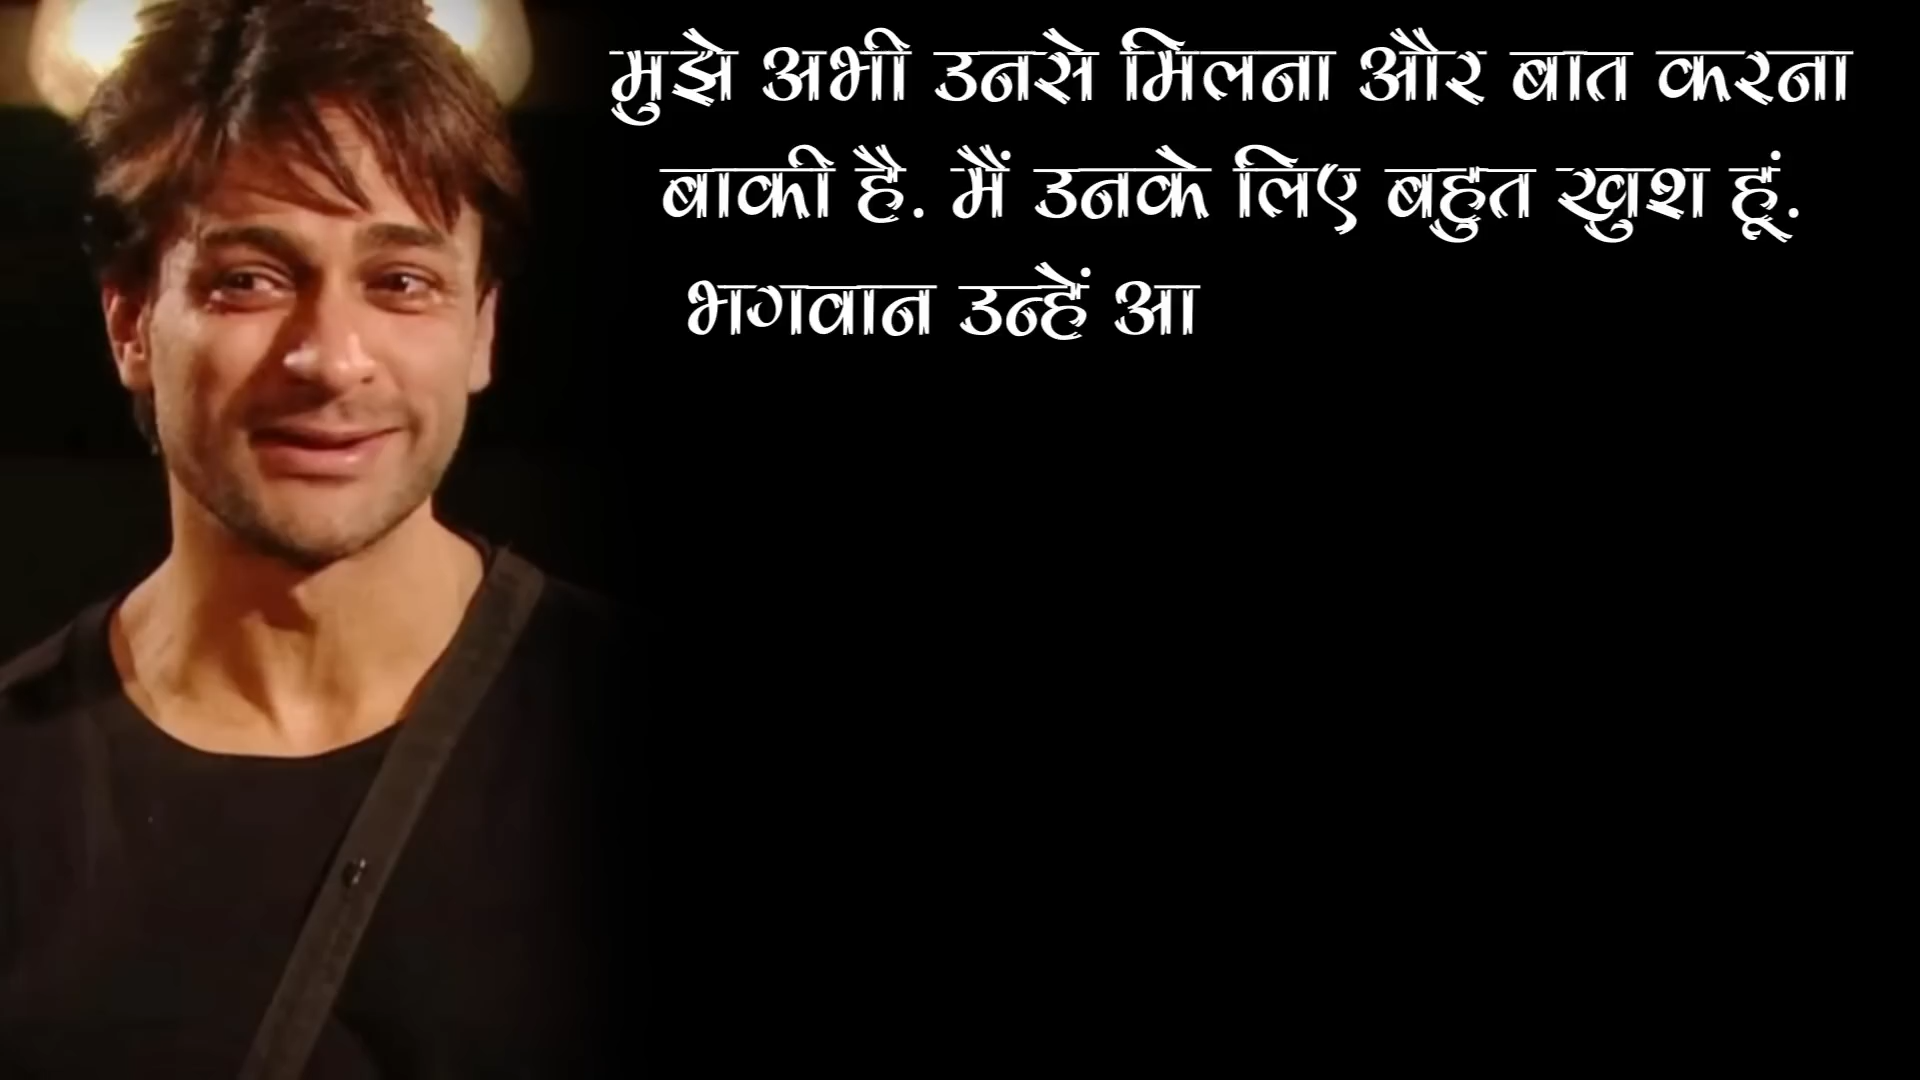 मुझे अभी उनसे मिलना और बात करना
बाकी है. मैं उनके लिए बहुत खुश हूं.
भगवान उन्हें आ